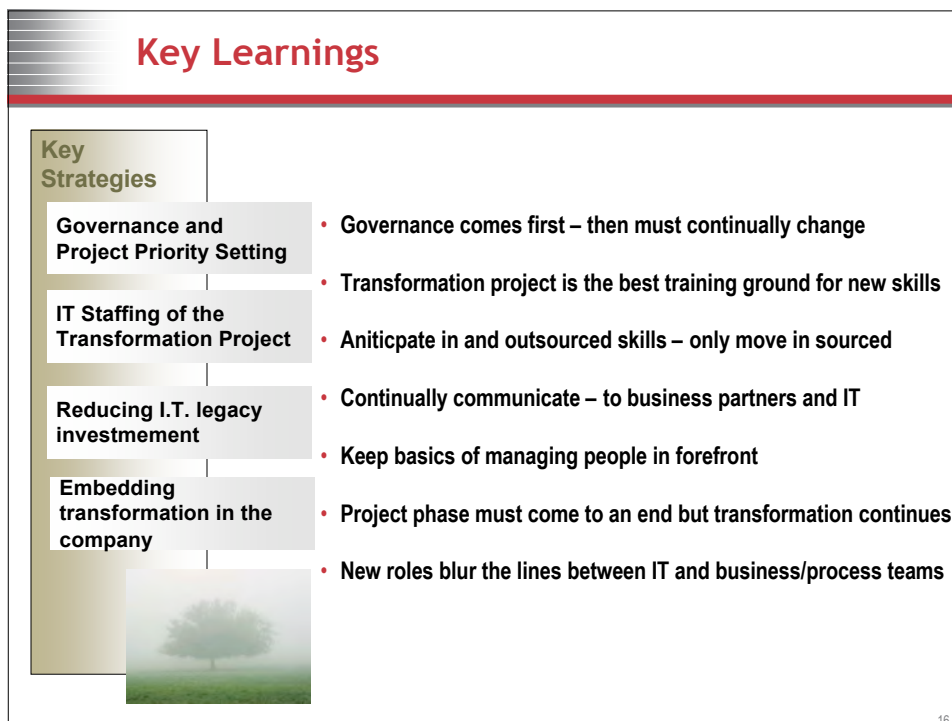 Key Learnings
Key
Strategies
Governance and
Project Priority Setting
IT Staffing of the
Transformation Project
Reducing I.T. legacy
investmement
Embedding
transformation in the
company
• Governance comes first – then must continually change
• Transformation project is the best training ground for new skills
• Aniticpate in and outsourced skills – only move in sourced
• Continually communicate – to business partners and IT
• Keep basics of managing people in forefront
• Project phase must come to an end but transformation continues
• New roles blur the lines between IT and business/process teams
16